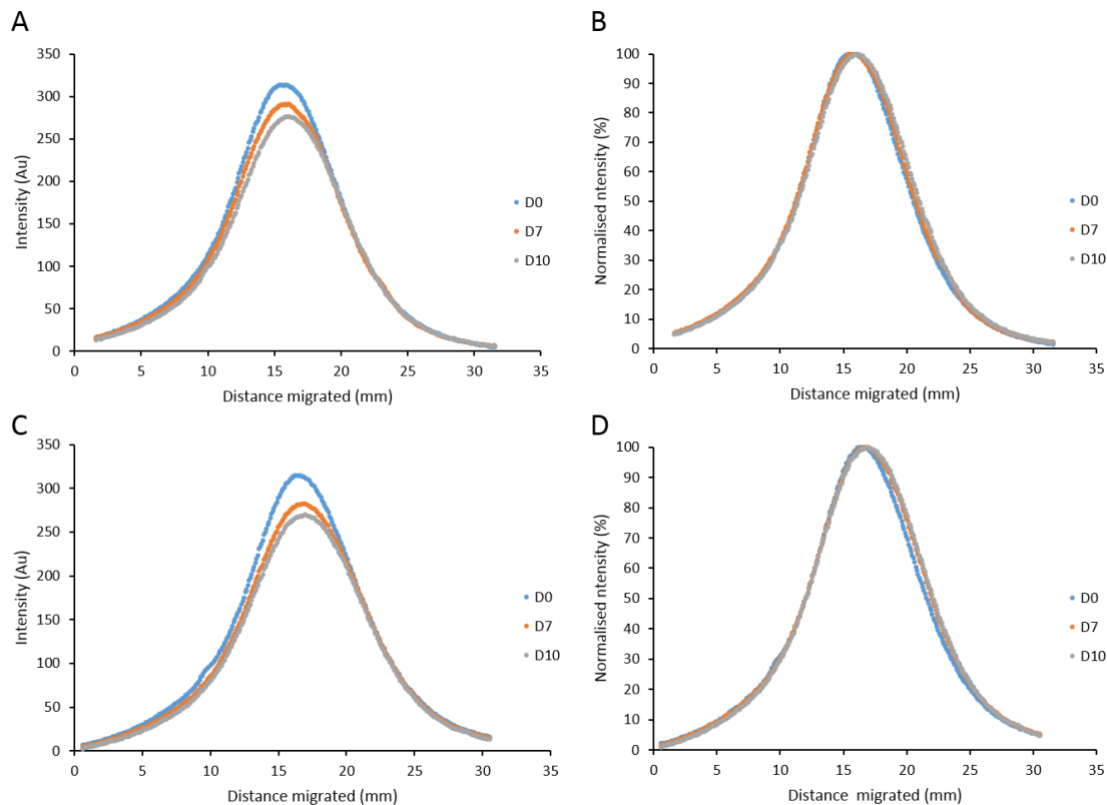 A
350
300
250
200
150
100
50
0
Intensity (Au)
0 5 10 15 20 25 30 35
Distance migrated (mm)
D0
D7
D10
B
100
90
80
70
60
50
40
30
20
10
0
Normalised ntensity (%)
0 5 10 15 20 25 30 35
Distance migrated (mm)
D0
D7
D10
C
350
300
250
200
150
100
50
0
Intensity (Au)
0 5 10 15 20 25 30 35
Distance migrated (mm)
D0
D7
D10
D
100
90
80
70
60
50
40
30
20
10
0
Normalised ntensity (%)
0 5 10 15 20 25 30 35
Distance migrated (mm)
D0
D7
D10